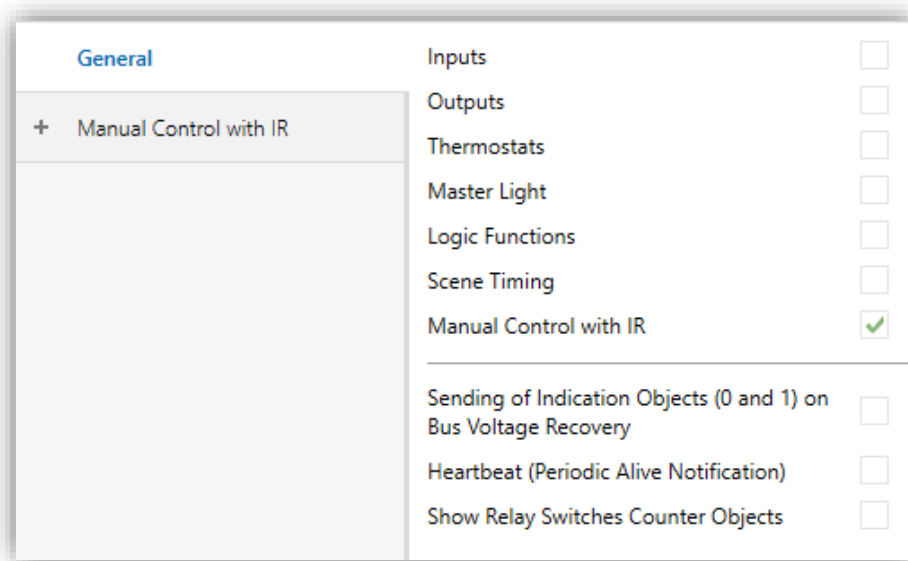 General
+ Manual Control with IR
Inputs
Outputs
Thermostats
Master Light
Logic Functions
Scene Timing
Manual Control with IR
Sending of Indication Objects (0 and 1) on
Bus Voltage Recovery
Heartbeat (Periodic Alive Notification)
Show Relay Switches Counter Objects